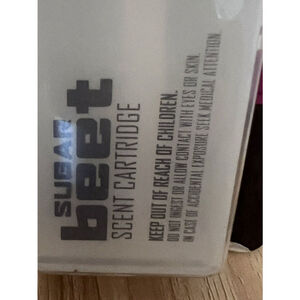 SUGAR
beet
SCENT CARTRIDGE
KEEP OUT OF REACH OF CHILDREN.
DO NOT INGEST OR ALLOW CONTACT WITH EYES OR SKIN.
IN CASE OF ACCIDENTAL EXPOSURE SEEK MEDICAL ATTENTION.